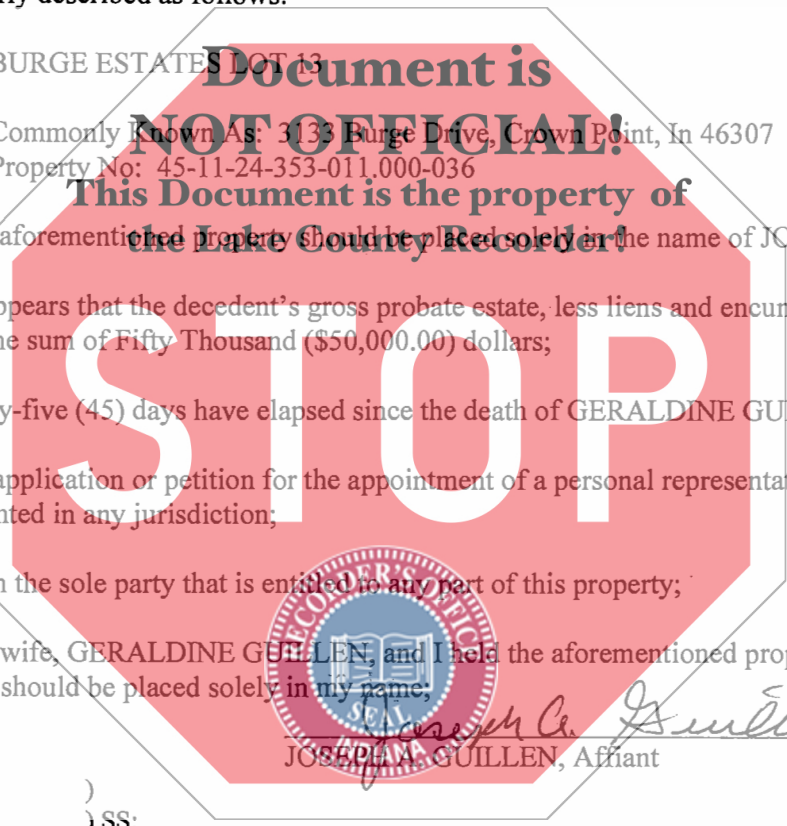 rly described as follows:
BURGE ESTATES LOT 13
Document is
NOT OFFICIAL!
This Document is the property of
the Lake County Recorder!
Commonly Known As: 3133 Burge Drive, Crown Point, In 46307
Property No: 45-11-24-353-011.000-036
aforementioned property should be placed solely in the name of JO
ppears that the decedent's gross probate estate, less liens and encum
he sum of Fifty Thousand ($50,000.00) dollars;
STOP
y-five (45) days have elapsed since the death of GERALDINE GUI
application or petition for the appointment of a personal representat
nted in any jurisdiction;
n the sole party that is entitled to any part of this property;
wife, GERALDINE GUILLEN, and I held the aforementioned prop
should be placed solely in my name;
RECORDER'S OFFICE
SEAL
INDIANA
Joseph A. Guill
JOSEPH A. GUILLEN, Affiant
)
) SS: